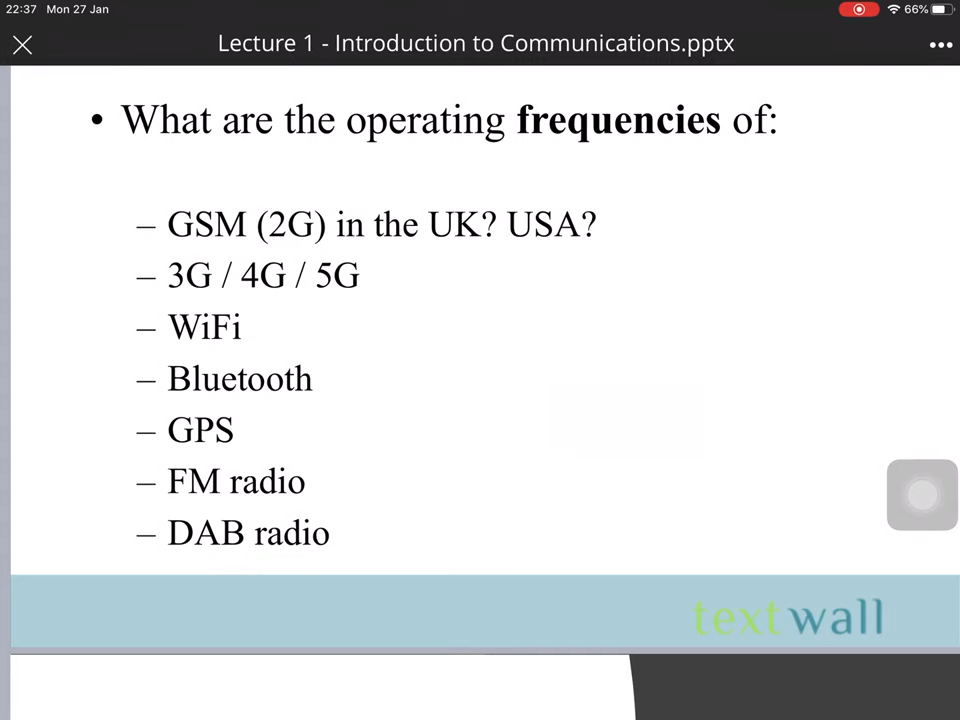 22:37 Mon 27 Jan 66%
Lecture 1 - Introduction to Communications.pptx
• What are the operating frequencies of:
– GSM (2G) in the UK? USA?
– 3G / 4G / 5G
– WiFi
– Bluetooth
– GPS
– FM radio
– DAB radio
textwall